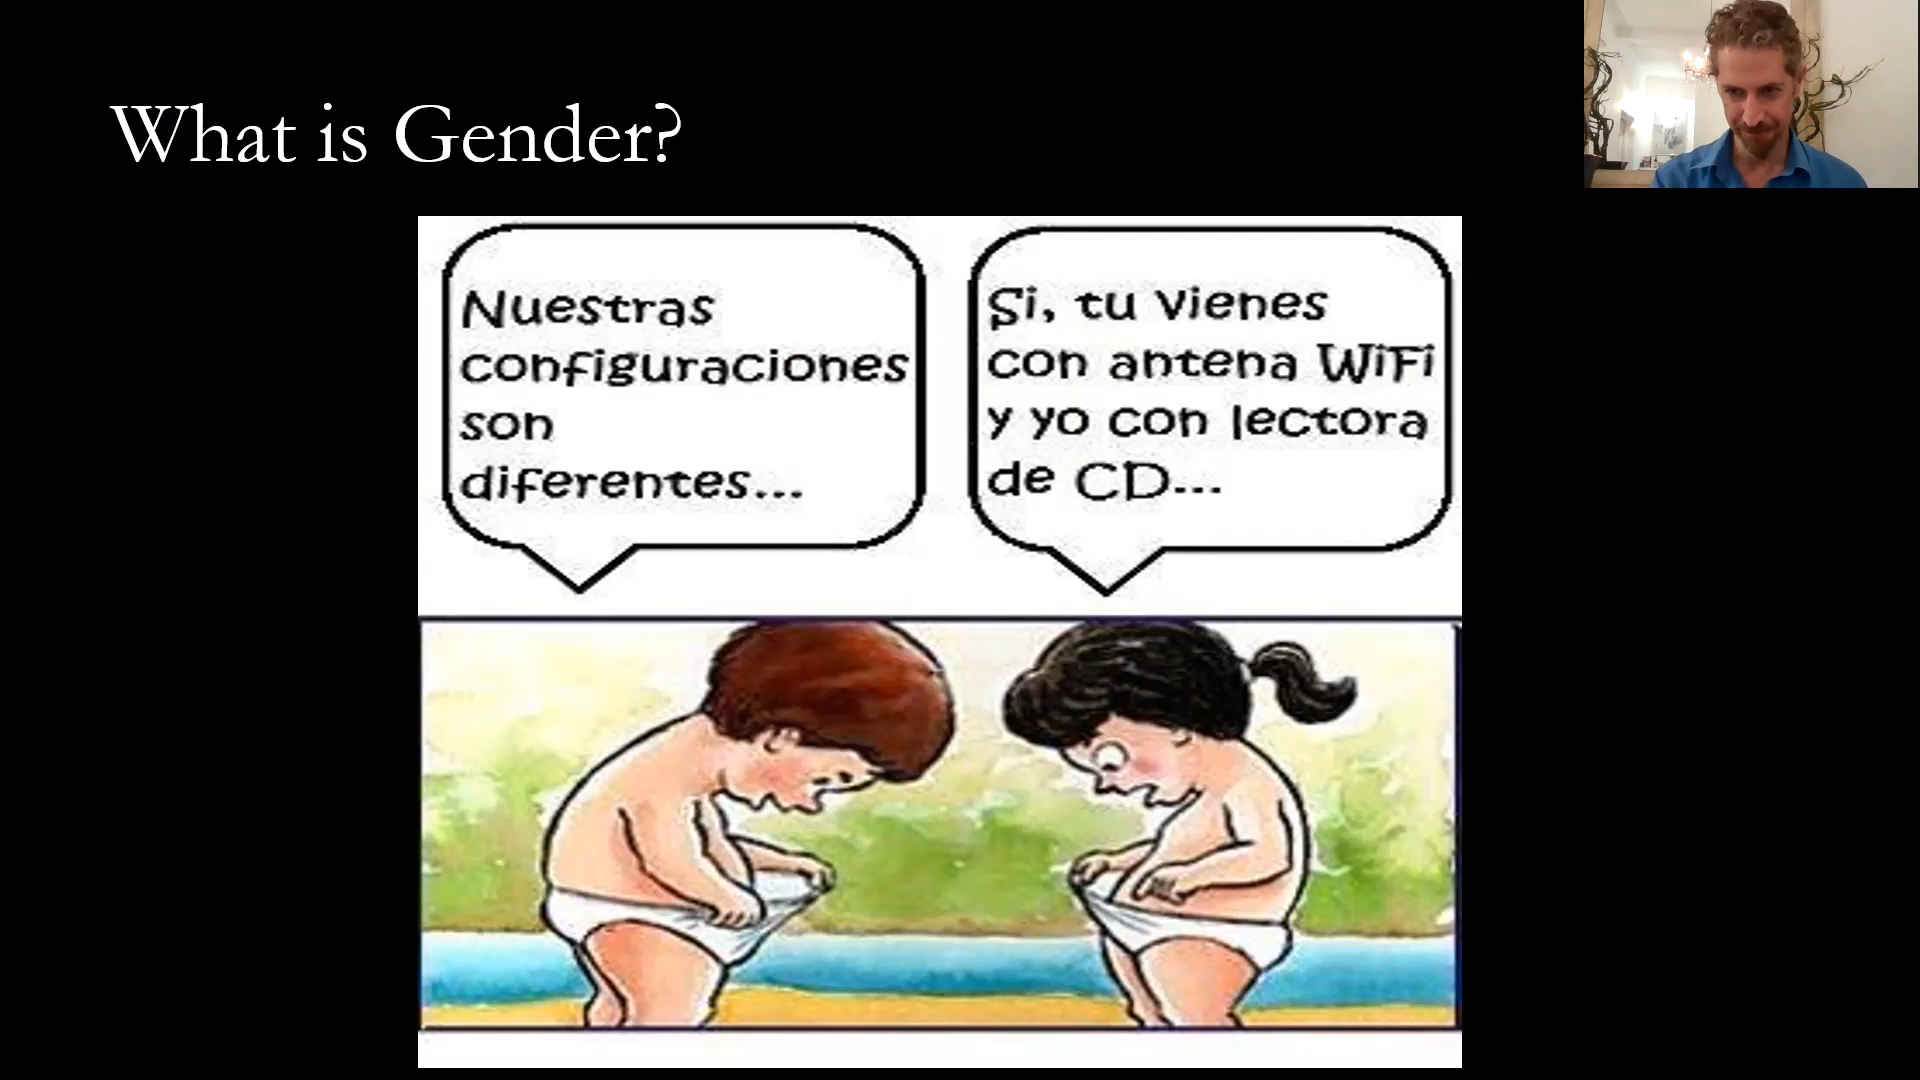 What is Gender?
Nuestras
configuraciones
son
diferentes...
Si, tu vienes
con antena WiFi
y yo con lectora
de CD...